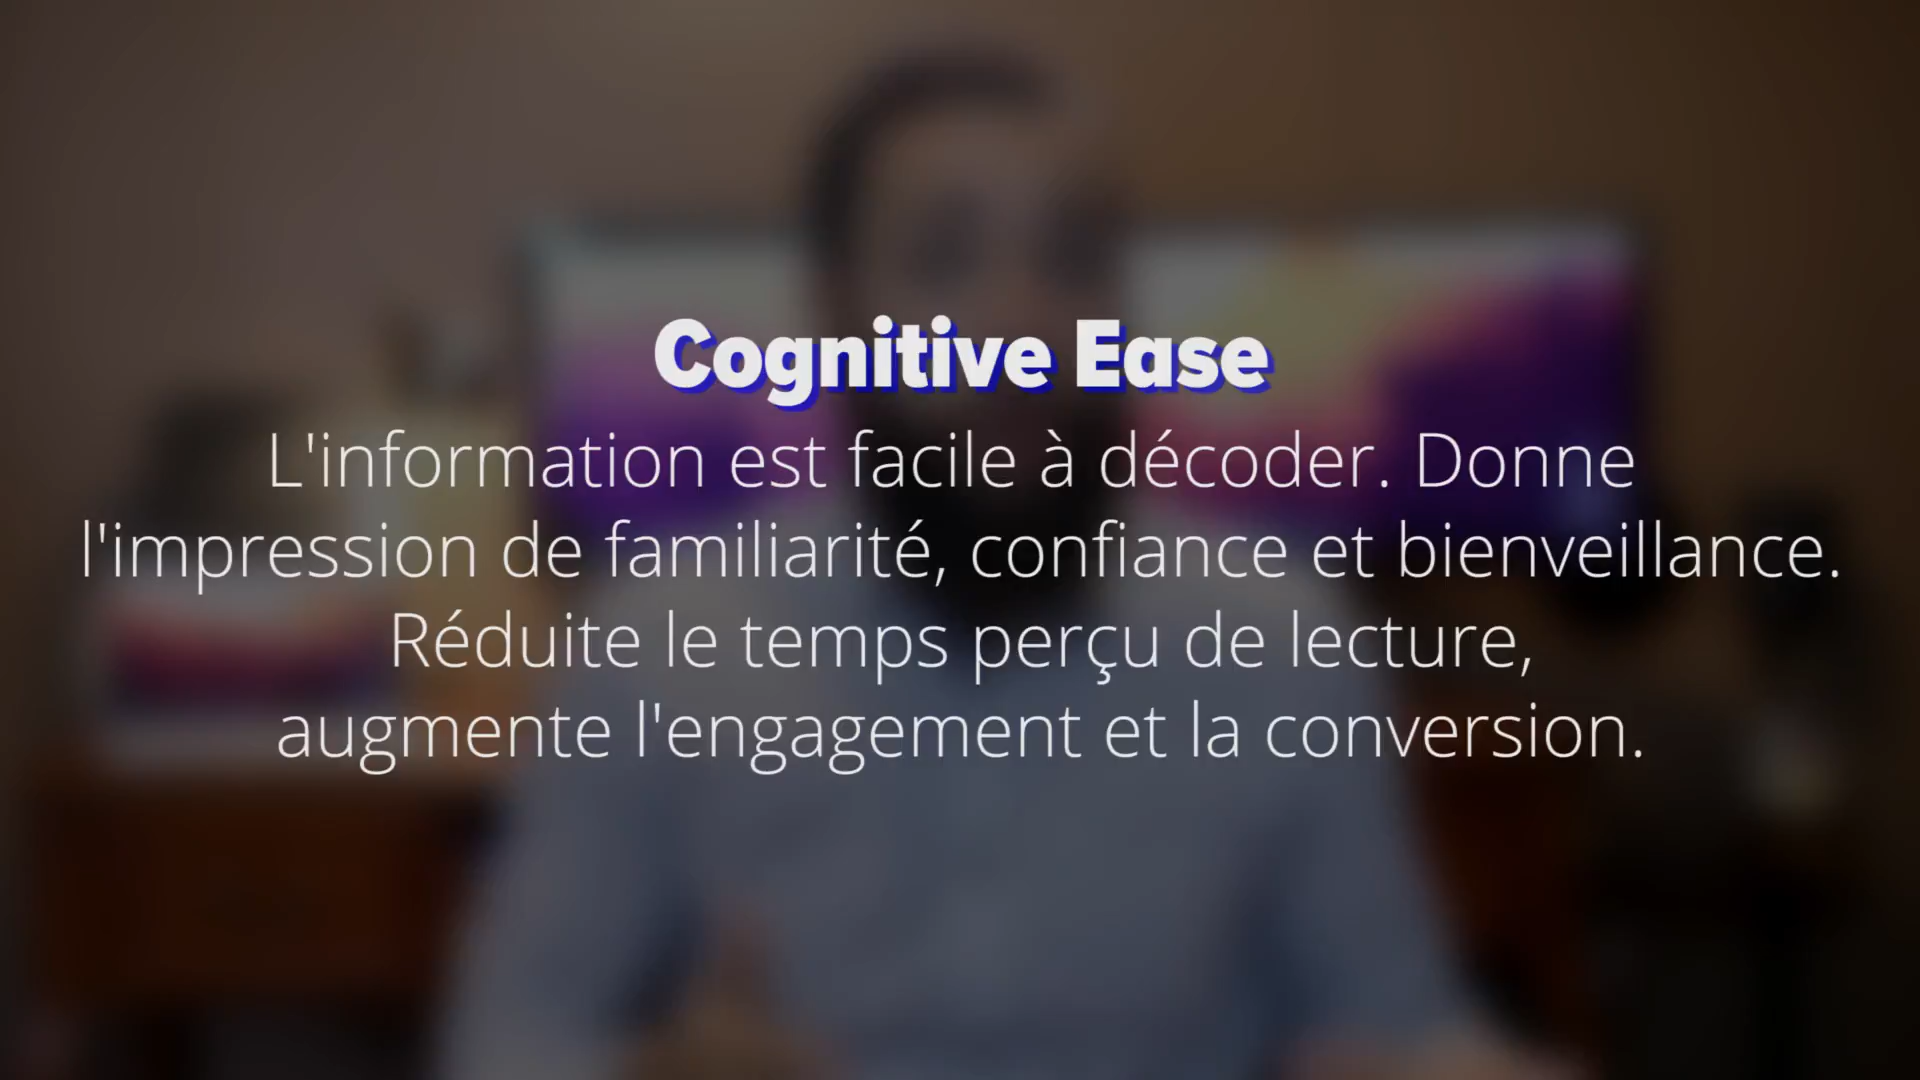 Cognitive Ease
L'information est facile à décoder. Donne
l'impression de familiarité, confiance et bienveillance.
Réduite le temps perçu de lecture,
augmente l'engagement et la conversion.